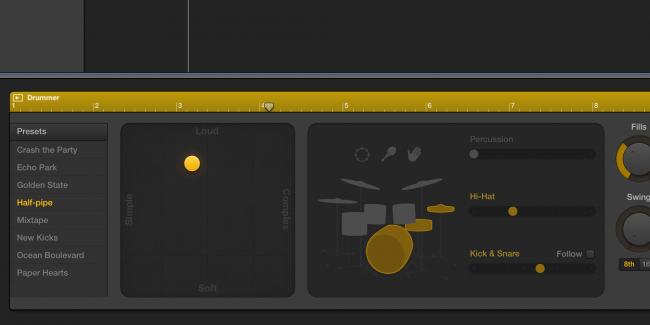 Drummer
1 2 3 4 5 6 7 8
Presets
Crash the Party
Echo Park
Golden State
Half-pipe
Mixtape
New Kicks
Ocean Boulevard
Paper Hearts
Loud
Simple
Complex
Soft
Percussion
Hi-Hat
Kick & Snare Follow
Fills
Swing
8th 16